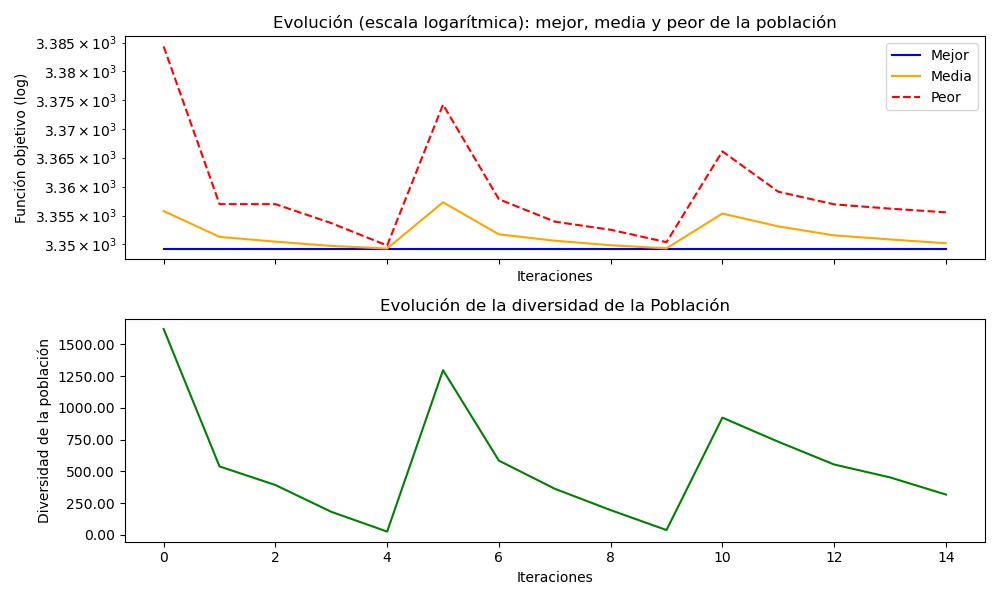 Evolución (escala logarítmica): mejor, media y peor de la población
3.385 × 10³
3.38 × 10³
3.375 × 10³
3.37 × 10³
3.365 × 10³
3.36 × 10³
3.355 × 10³
3.35 × 10³
Función objetivo (log)
Mejor
Media
Peor
Iteraciones
Evolución de la diversidad de la Población
1500.00
1250.00
1000.00
750.00
500.00
250.00
0.00
Diversidad de la población
0 2 4 6 8 10 12 14
Iteraciones